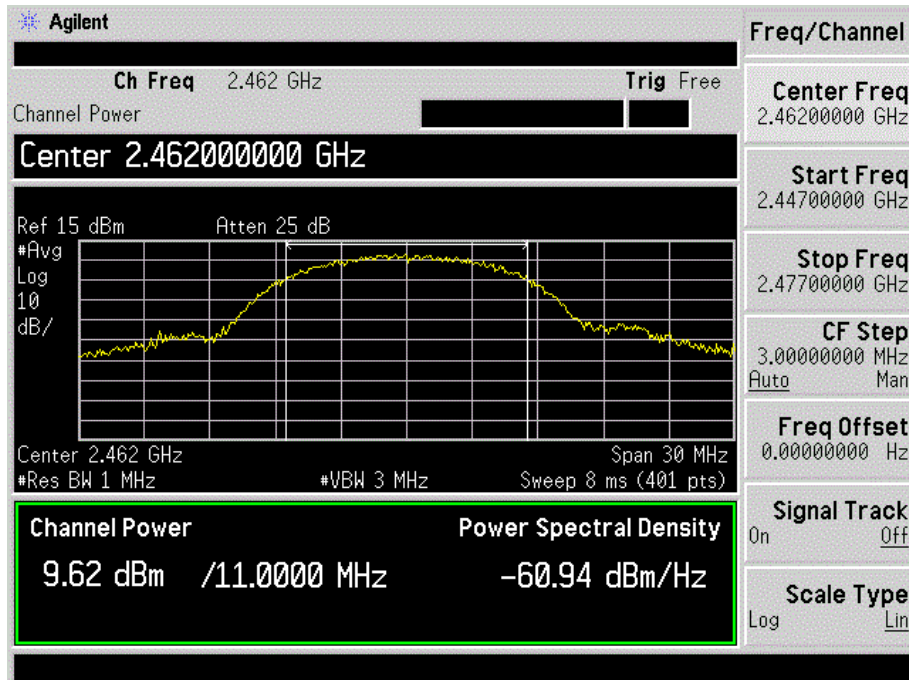 Agilent
Freq/Channel
Ch Freq 2.462 GHz Trig Free
Channel Power
Center 2.462000000 GHz
Ref 15 dBm Atten 25 dB
#Avg
Log
10
dB/
Center 2.462 GHz Span 30 MHz
#Res BW 1 MHz #VBW 3 MHz Sweep 8 ms (401 pts)
Channel Power Power Spectral Density
9.62 dBm /11.0000 MHz -60.94 dBm/Hz
Center Freq
2.46200000 GHz
Start Freq
2.44700000 GHz
Stop Freq
2.47700000 GHz
CF Step
3.00000000 MHz
Auto Man
Freq Offset
0.00000000 Hz
Signal Track
On Off
Scale Type
Log Lin